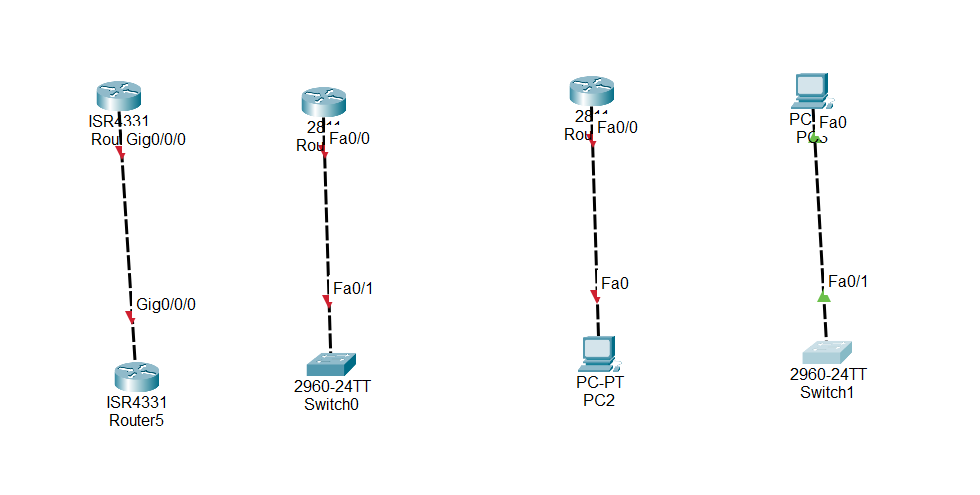 ISR4331
Gig0/0/0
Gig0/0/0
ISR4331
Router5
Fa0/0
Fa0/1
2960-24TT
Switch0
Fa0/0
Fa0
PC-PT
PC2
Fa0
Fa0/1
2960-24TT
Switch1